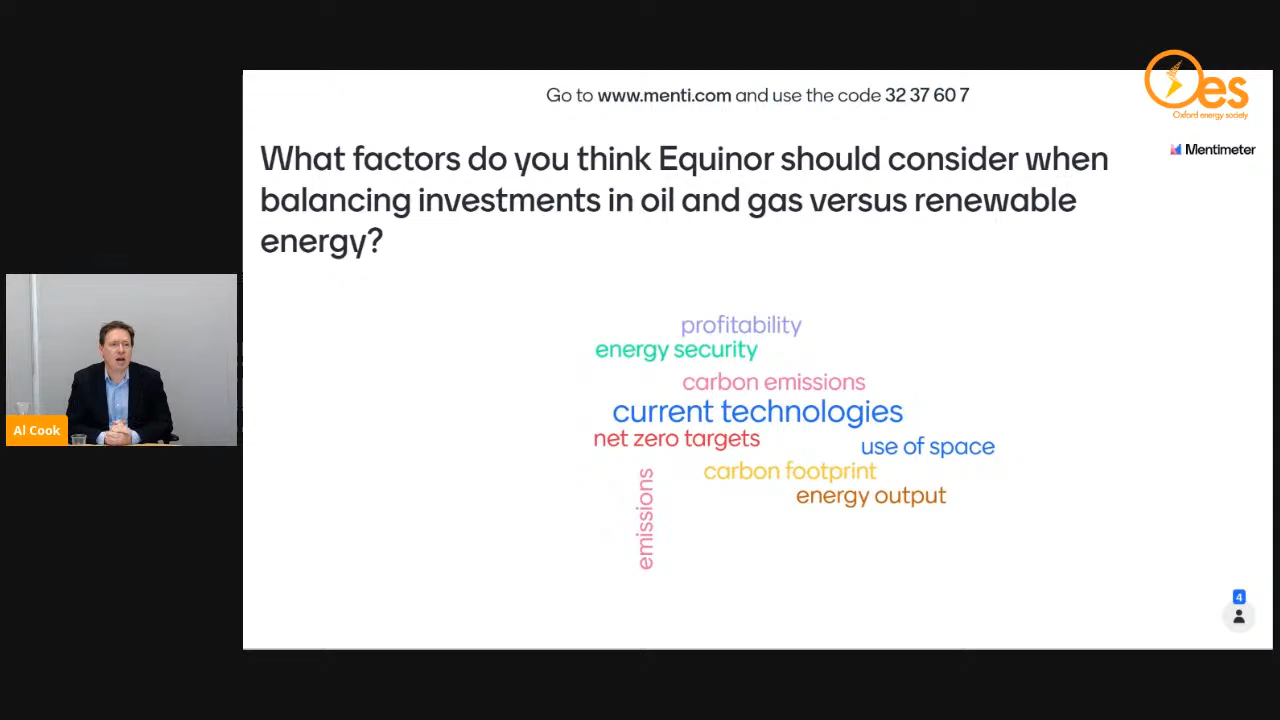 Go to www.menti.com and use the code 32 37 60 7
Oes
Oxford energy society
Mentimeter
What factors do you think Equinor should consider when
balancing investments in oil and gas versus renewable
energy?
profitability
energy security
carbon emissions
current technologies
net zero targets
use of space
carbon footprint
energy output
emissions
Al Cook
4